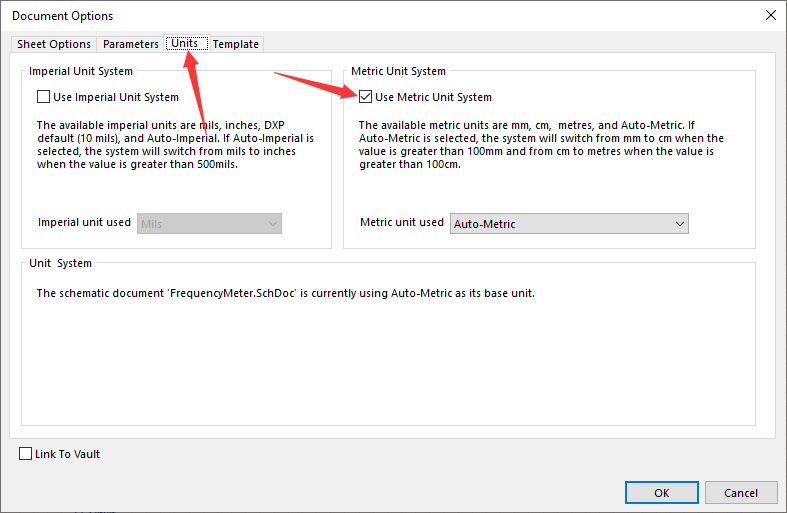 Document Options
Sheet Options Parameters Units Template
Imperial Unit System
Use Imperial Unit System
The available imperial units are mils, inches, DXP
default (10 mils), and Auto-Imperial. If Auto-Imperial is
selected, the system will switch from mils to inches
when the value is greater than 500mils.
Imperial unit used Mils
Metric Unit System
Use Metric Unit System
The available metric units are mm, cm, metres, and Auto-Metric. If
Auto-Metric is selected, the system will switch from mm to cm when the
value is greater than 100mm and from cm to metres when the value is
greater than 100cm.
Metric unit used Auto-Metric
Unit System
The schematic document 'FrequencyMeter.SchDoc' is currently using Auto-Metric as its base unit.
Link To Vault
OK Cancel